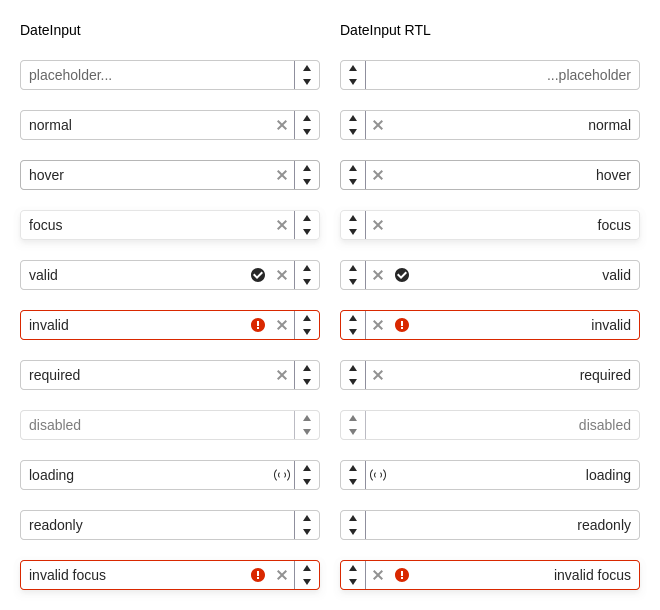 DateInput DateInput RTL
placeholder... ...placeholder
normal normal
hover hover
focus focus
valid valid
invalid invalid
required required
disabled disabled
loading loading
readonly readonly
invalid focus invalid focus